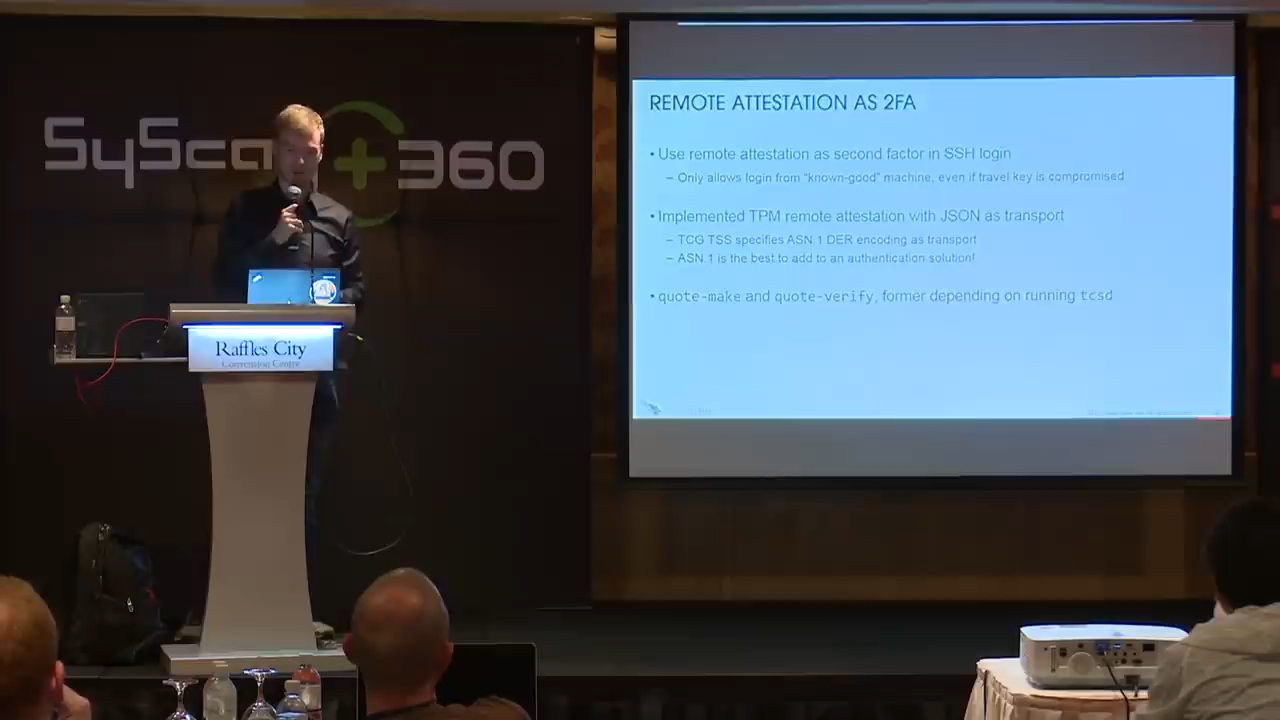 SySca
+360
Raffles City
Convention Centre
REMOTE ATTESTATION AS 2FA
• Use remote attestation as second factor in SSH login
– Only allows login from "known-good" machine, even if travel key is compromised
• Implemented TPM remote attestation with JSON as transport
– TCG TSS specifies ASN.1 DER encoding as transport
– ASN.1 is the best to add to an authentication solution!
• quote-make and quote-verify, former depending on running tcsd